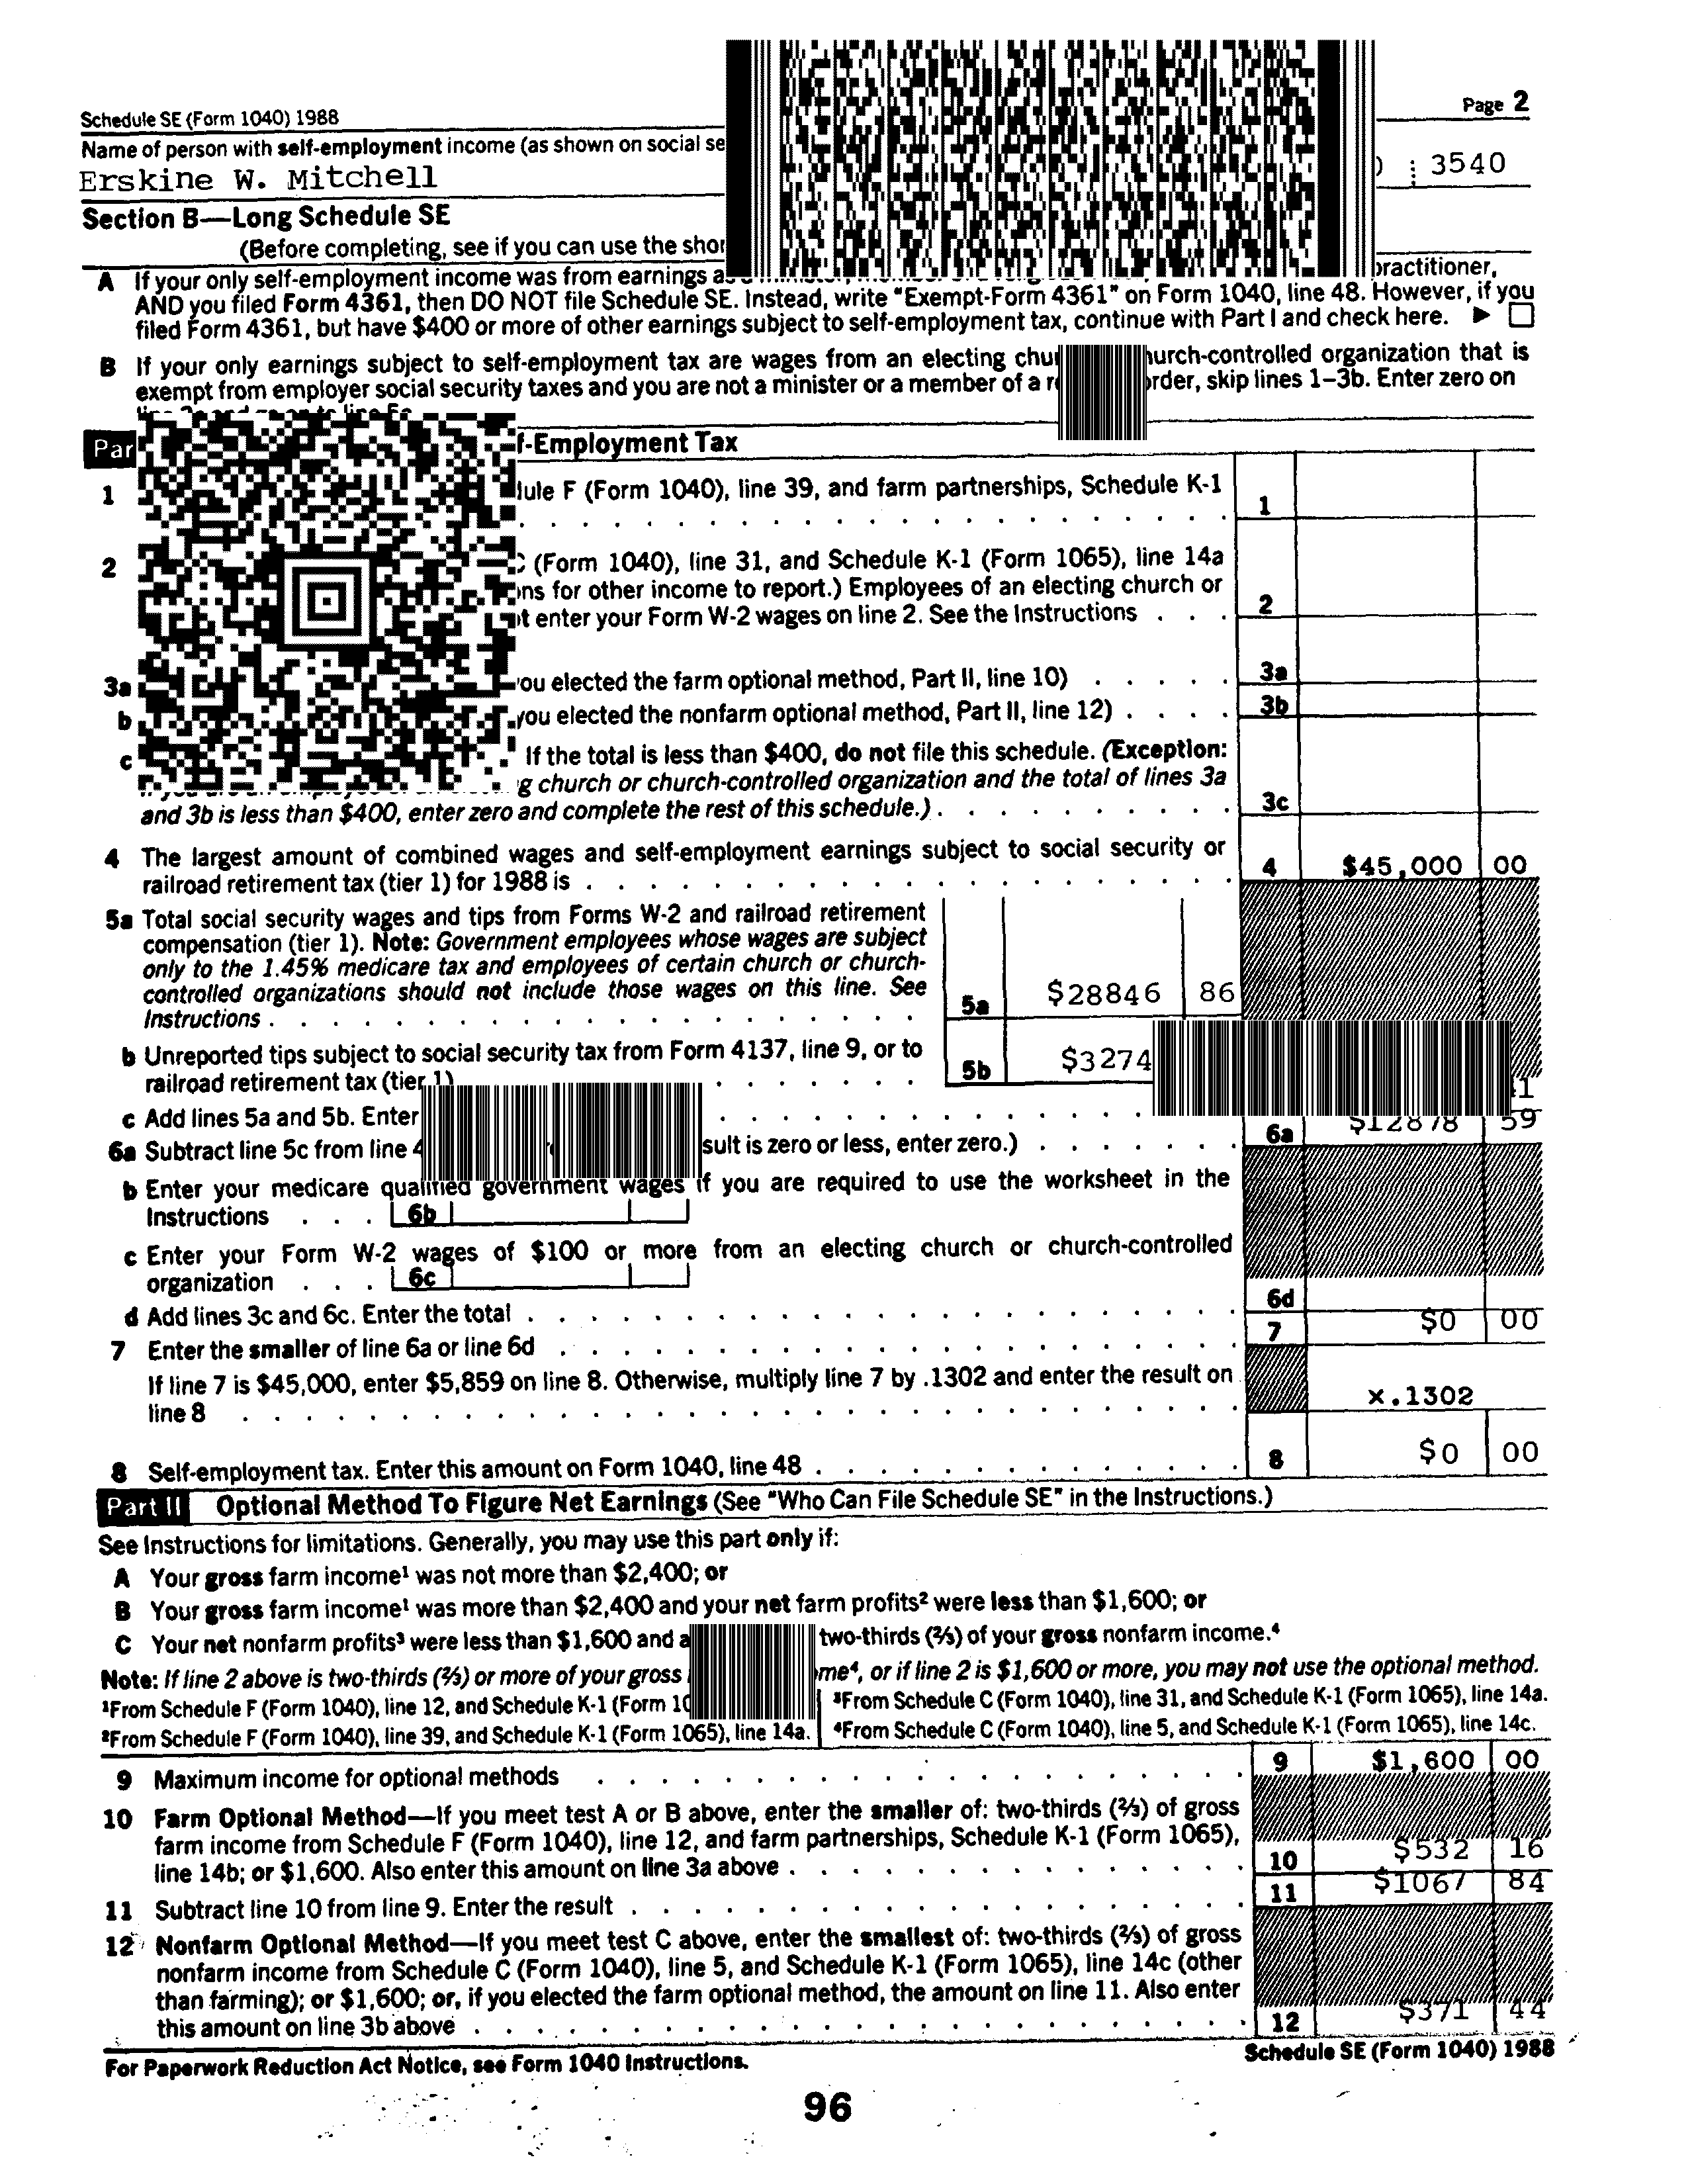 Schedule SE (Form 1040) 1988
Page 2
Name of person with self-employment income (as shown on social se
Erskine W. Mitchell
3540
Section B—Long Schedule SE
(Before completing, see if you can use the
A If your only self-employment income was from earnings
practitioner,
AND you filed Form 4361, then DO NOT file Schedule SE. Instead, write "Exempt-Form 4361" on Form 1040, line 48. However, if you
filed Form 4361, but have $400 or more of other earnings subject to self-employment tax, continue with Part I and check here. ▶ □
B If your only earnings subject to self-employment tax are wages from an electing
church-controlled organization that is
exempt from employer social security taxes and you are not a minister or a member of a
order, skip lines 1–3b. Enter zero on
f-Employment Tax
1
F (Form 1040), line 39, and farm partnerships, Schedule K-1
1
2
(Form 1040), line 31, and Schedule K-1 (Form 1065), line 14a
for other income to report.) Employees of an electing church or
enter your Form W-2 wages on line 2. See the Instructions
2
3a
you elected the farm optional method, Part II, line 10)
3a
b
you elected the nonfarm optional method, Part II, line 12)
3b
c
If the total is less than $400, do not file this schedule. (Exception:
church or church-controlled organization and the total of lines 3a
and 3b is less than $400, enter zero and complete the rest of this schedule.)
3c
4 The largest amount of combined wages and self-employment earnings subject to social security or
railroad retirement tax (tier 1) for 1988 is
4 $45,000 00
5a Total social security wages and tips from Forms W-2 and railroad retirement
compensation (tier 1). Note: Government employees whose wages are subject
only to the 1.45% medicare tax and employees of certain church or church-
controlled organizations should not include those wages on this line. See
Instructions
5a $28846 86
b Unreported tips subject to social security tax from Form 4137, line 9, or to
railroad retirement tax (tier 1)
5b $3274
c Add lines 5a and 5b. Enter
6a Subtract line 5c from line
sult is zero or less, enter zero.)
6a $12878 59
b Enter your medicare qualified government wages if you are required to use the worksheet in the
Instructions 6b
c Enter your Form W-2 wages of $100 or more from an electing church or church-controlled
organization 6c
d Add lines 3c and 6c. Enter the total
6d
7 Enter the smaller of line 6a or line 6d
7 $0 00
If line 7 is $45,000, enter $5,859 on line 8. Otherwise, multiply line 7 by .1302 and enter the result on
line 8
x.1302
8 Self-employment tax. Enter this amount on Form 1040, line 48
8 $0 00
Part II Optional Method To Figure Net Earnings (See "Who Can File Schedule SE" in the Instructions.)
See Instructions for limitations. Generally, you may use this part only if:
A Your gross farm income¹ was not more than $2,400; or
B Your gross farm income¹ was more than $2,400 and your net farm profits² were less than $1,600; or
C Your net nonfarm profits³ were less than $1,600 and
two-thirds (⅔) of your gross nonfarm income.⁴
Note: If line 2 above is two-thirds (⅔) or more of your gross
me⁴, or if line 2 is $1,600 or more, you may not use the optional method.
¹From Schedule F (Form 1040), line 12, and Schedule K-1 (Form
³From Schedule C (Form 1040), line 31, and Schedule K-1 (Form 1065), line 14a.
²From Schedule F (Form 1040), line 39, and Schedule K-1 (Form 1065), line 14a.
⁴From Schedule C (Form 1040), line 5, and Schedule K-1 (Form 1065), line 14c.
9 Maximum income for optional methods
9 $1,600 00
10 Farm Optional Method—If you meet test A or B above, enter the smaller of: two-thirds (⅔) of gross
farm income from Schedule F (Form 1040), line 12, and farm partnerships, Schedule K-1 (Form 1065),
line 14b; or $1,600. Also enter this amount on line 3a above
10 $532 16
11 Subtract line 10 from line 9. Enter the result
11 $1067 84
12 Nonfarm Optional Method—If you meet test C above, enter the smallest of: two-thirds (⅔) of gross
nonfarm income from Schedule C (Form 1040), line 5, and Schedule K-1 (Form 1065), line 14c (other
than farming); or $1,600; or, if you elected the farm optional method, the amount on line 11. Also enter
this amount on line 3b above
12 $371 44
For Paperwork Reduction Act Notice, see Form 1040 Instructions.
Schedule SE (Form 1040) 1988
96